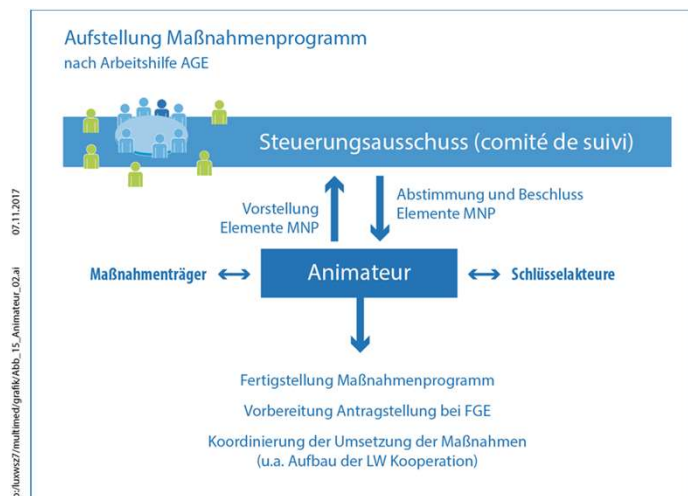 Aufstellung Maßnahmenprogramm
nach Arbeitshilfe AGE
Steuerungsausschuss (comité de suivi)
Vorstellung
Elemente MNP
Abstimmung und Beschluss
Elemente MNP
Maßnahmenträger
Animateur
Schlüsselakteure
Fertigstellung Maßnahmenprogramm
Vorbereitung Antragstellung bei FGE
Koordinierung der Umsetzung der Maßnahmen
(u.a. Aufbau der LW Kooperation)
p:/luxwsz7/multimed/grafik/Abb_15_Animateur_02.ai 07.11.2017